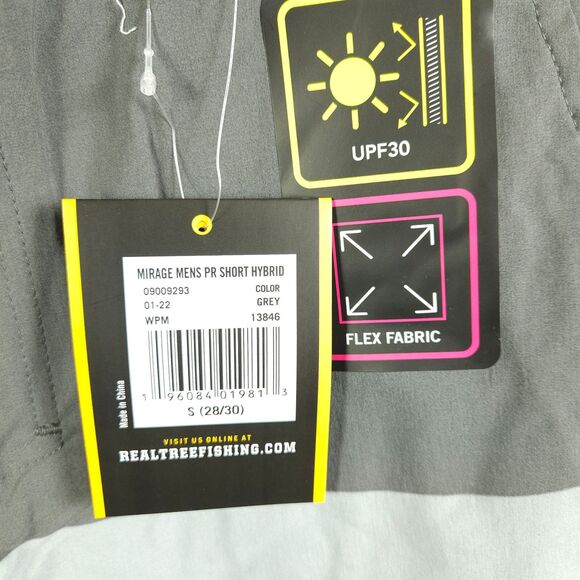 UPF30
FLEX FABRIC
MIRAGE MENS PR SHORT HYBRID
09009293 COLOR
01-22 GREY
WPM 13846
1 96084 01981 3
S (28/30)
Made in China
VISIT US ONLINE AT
REALTREEFISHING.COM